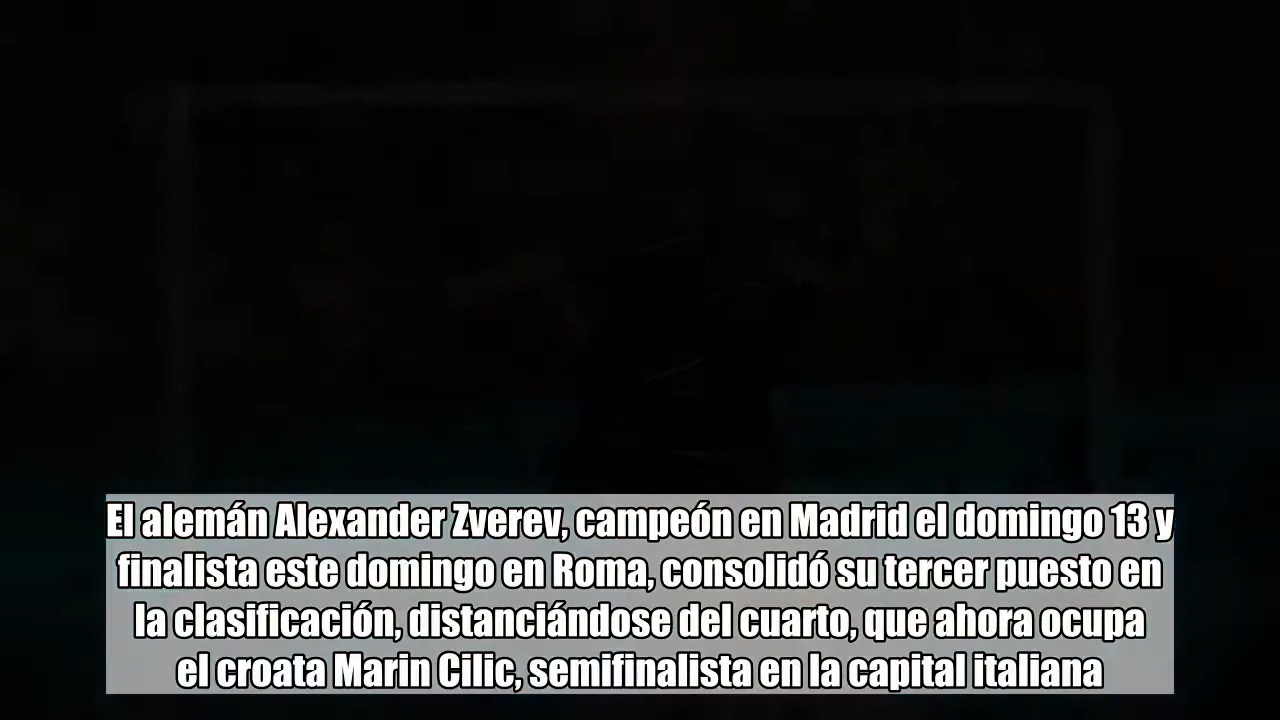 El alemán Alexander Zverev, campeón en Madrid el domingo 13 y
finalista este domingo en Roma, consolidó su tercer puesto en
la clasificación, distanciándose del cuarto, que ahora ocupa
el croata Marin Cilic, semifinalista en la capital italiana